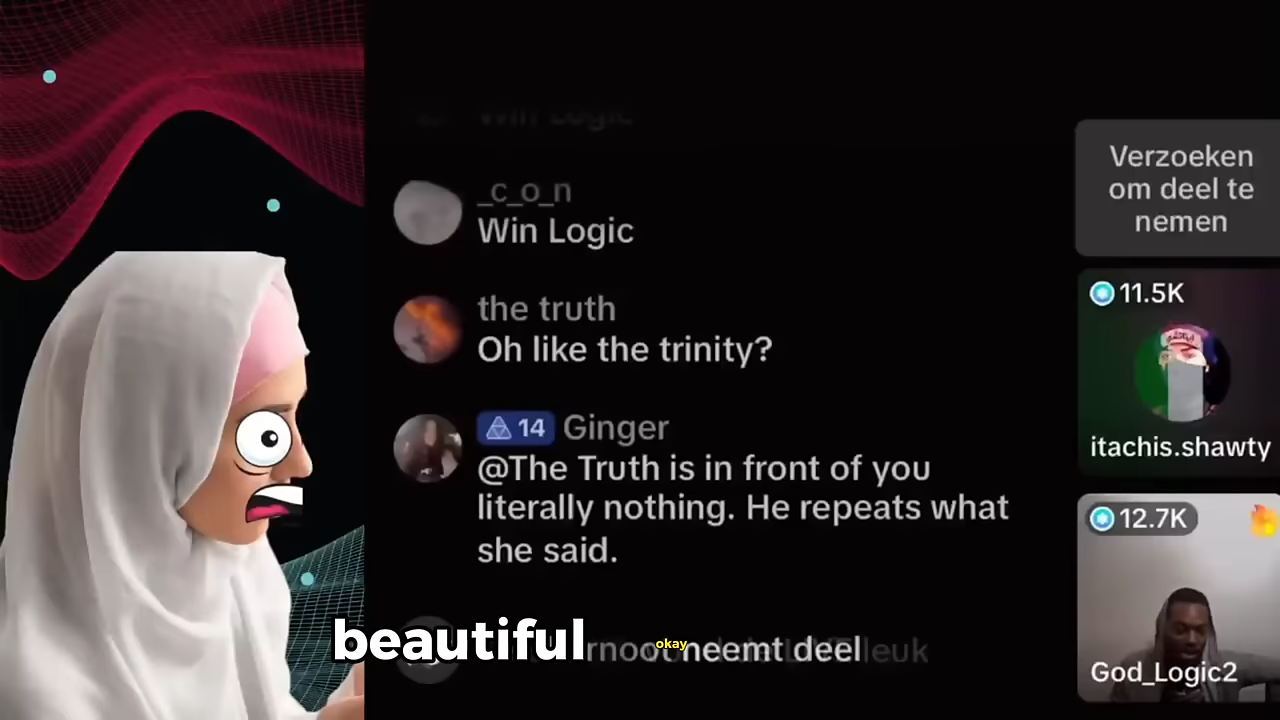 Win Logic
_c_o_n
Win Logic
the truth
Oh like the trinity?
14 Ginger
@The Truth is in front of you
literally nothing. He repeats what
she said.
neemt deel
leuk
beautiful
okay
Verzoeken
om deel te
nemen
11.5K
itachis.shawty
12.7K
God_Logic2